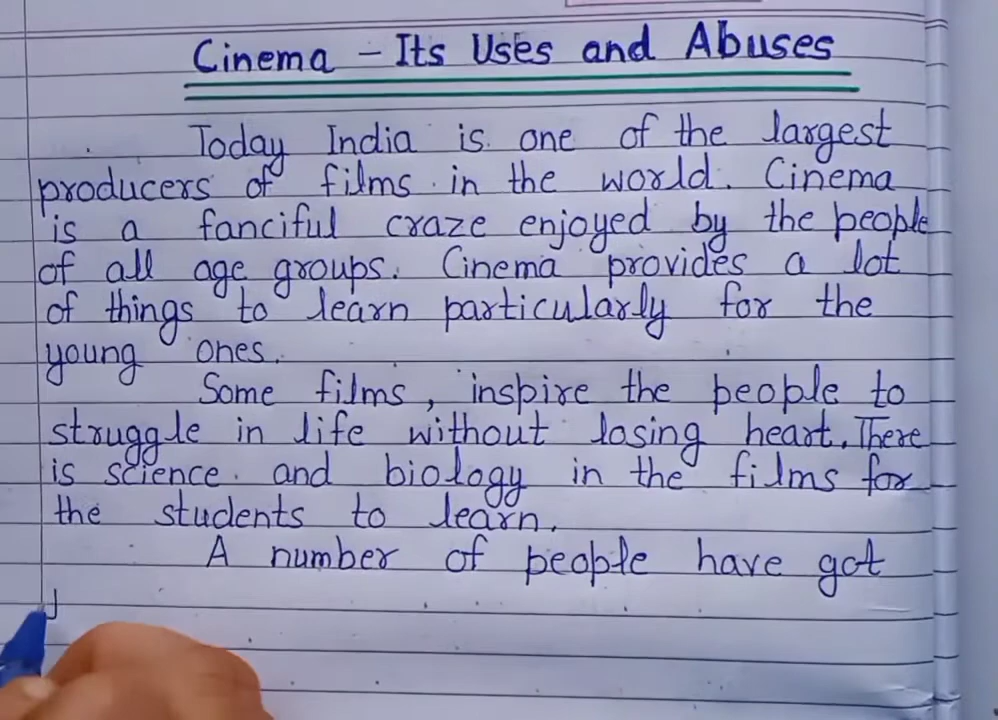 Cinema – Its Uses and Abuses
Today India is one of the largest
producers of films in the world. Cinema
is a fanciful craze enjoyed by the people
of all age groups. Cinema provides a lot
of things to learn particularly for the
young ones.
Some films, inspire the people to
struggle in life without losing heart. There
is science and biology in the films for
the students to learn.
A number of people have got